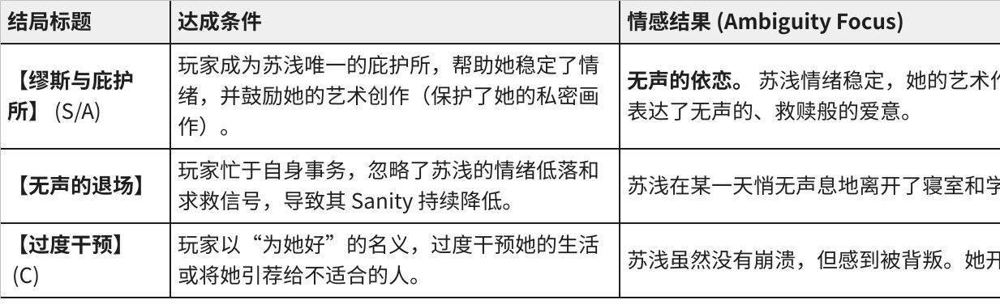 结局标题 达成条件 情感结果 (Ambiguity Focus)
【缪斯与庇护
所】 (S/A)
玩家成为苏浅唯一的庇护所，帮助她稳定了情
绪，并鼓励她的艺术创作（保护了她的私密画
作）。
无声的依恋。 苏浅情绪稳定，她的艺术作
表达了无声的、救赎般的爱意。
【无声的退场】
玩家忙于自身事务，忽略了苏浅的情绪低落和
求救信号，导致其 Sanity 持续降低。
苏浅在某一天悄无声息地离开了寝室和学
【过度干预】
(C)
玩家以“为她好”的名义，过度干预她的生活
或将她引荐给不适合的人。
苏浅虽然没有崩溃，但感到被背叛。她开